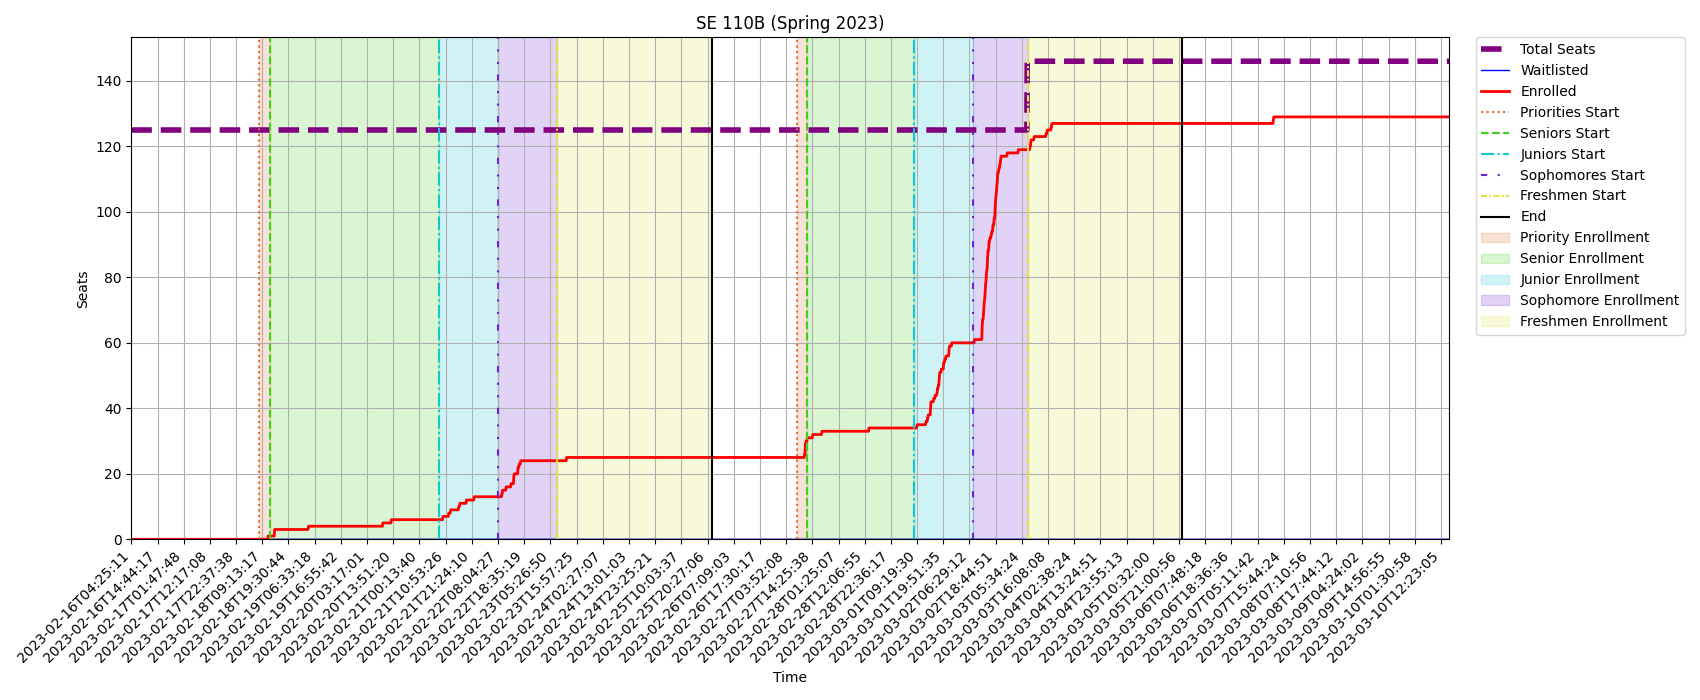 SE 110B (Spring 2023)
Seats
140
120
100
80
60
40
20
0
2023-02-16T04:25:11
2023-02-16T14:44:17
2023-02-17T01:47:48
2023-02-17T12:17:08
2023-02-17T22:37:38
2023-02-18T09:13:17
2023-02-18T19:30:44
2023-02-19T06:33:18
2023-02-19T16:55:42
2023-02-20T03:17:01
2023-02-20T13:51:20
2023-02-21T00:13:40
2023-02-21T10:53:26
2023-02-21T21:24:10
2023-02-22T08:04:27
2023-02-22T18:35:19
2023-02-23T05:26:50
2023-02-23T15:57:25
2023-02-24T02:27:07
2023-02-24T13:01:03
2023-02-24T23:25:21
2023-02-25T10:03:37
2023-02-25T20:27:06
2023-02-26T07:09:03
2023-02-26T17:30:17
2023-02-27T03:52:08
2023-02-27T14:25:38
2023-02-28T01:25:07
2023-02-28T12:06:55
2023-02-28T22:36:17
2023-03-01T09:19:30
2023-03-01T19:51:35
2023-03-02T06:29:12
2023-03-02T18:44:51
2023-03-03T05:34:24
2023-03-03T16:08:08
2023-03-04T02:38:24
2023-03-04T13:24:51
2023-03-04T23:55:13
2023-03-05T10:32:00
2023-03-05T21:00:56
2023-03-06T07:48:18
2023-03-06T18:36:36
2023-03-07T05:11:42
2023-03-07T15:44:24
2023-03-08T07:10:56
2023-03-08T17:44:12
2023-03-09T04:24:02
2023-03-09T14:56:55
2023-03-10T01:30:58
2023-03-10T12:23:05
Time
Total Seats
Waitlisted
Enrolled
Priorities Start
Seniors Start
Juniors Start
Sophomores Start
Freshmen Start
End
Priority Enrollment
Senior Enrollment
Junior Enrollment
Sophomore Enrollment
Freshmen Enrollment